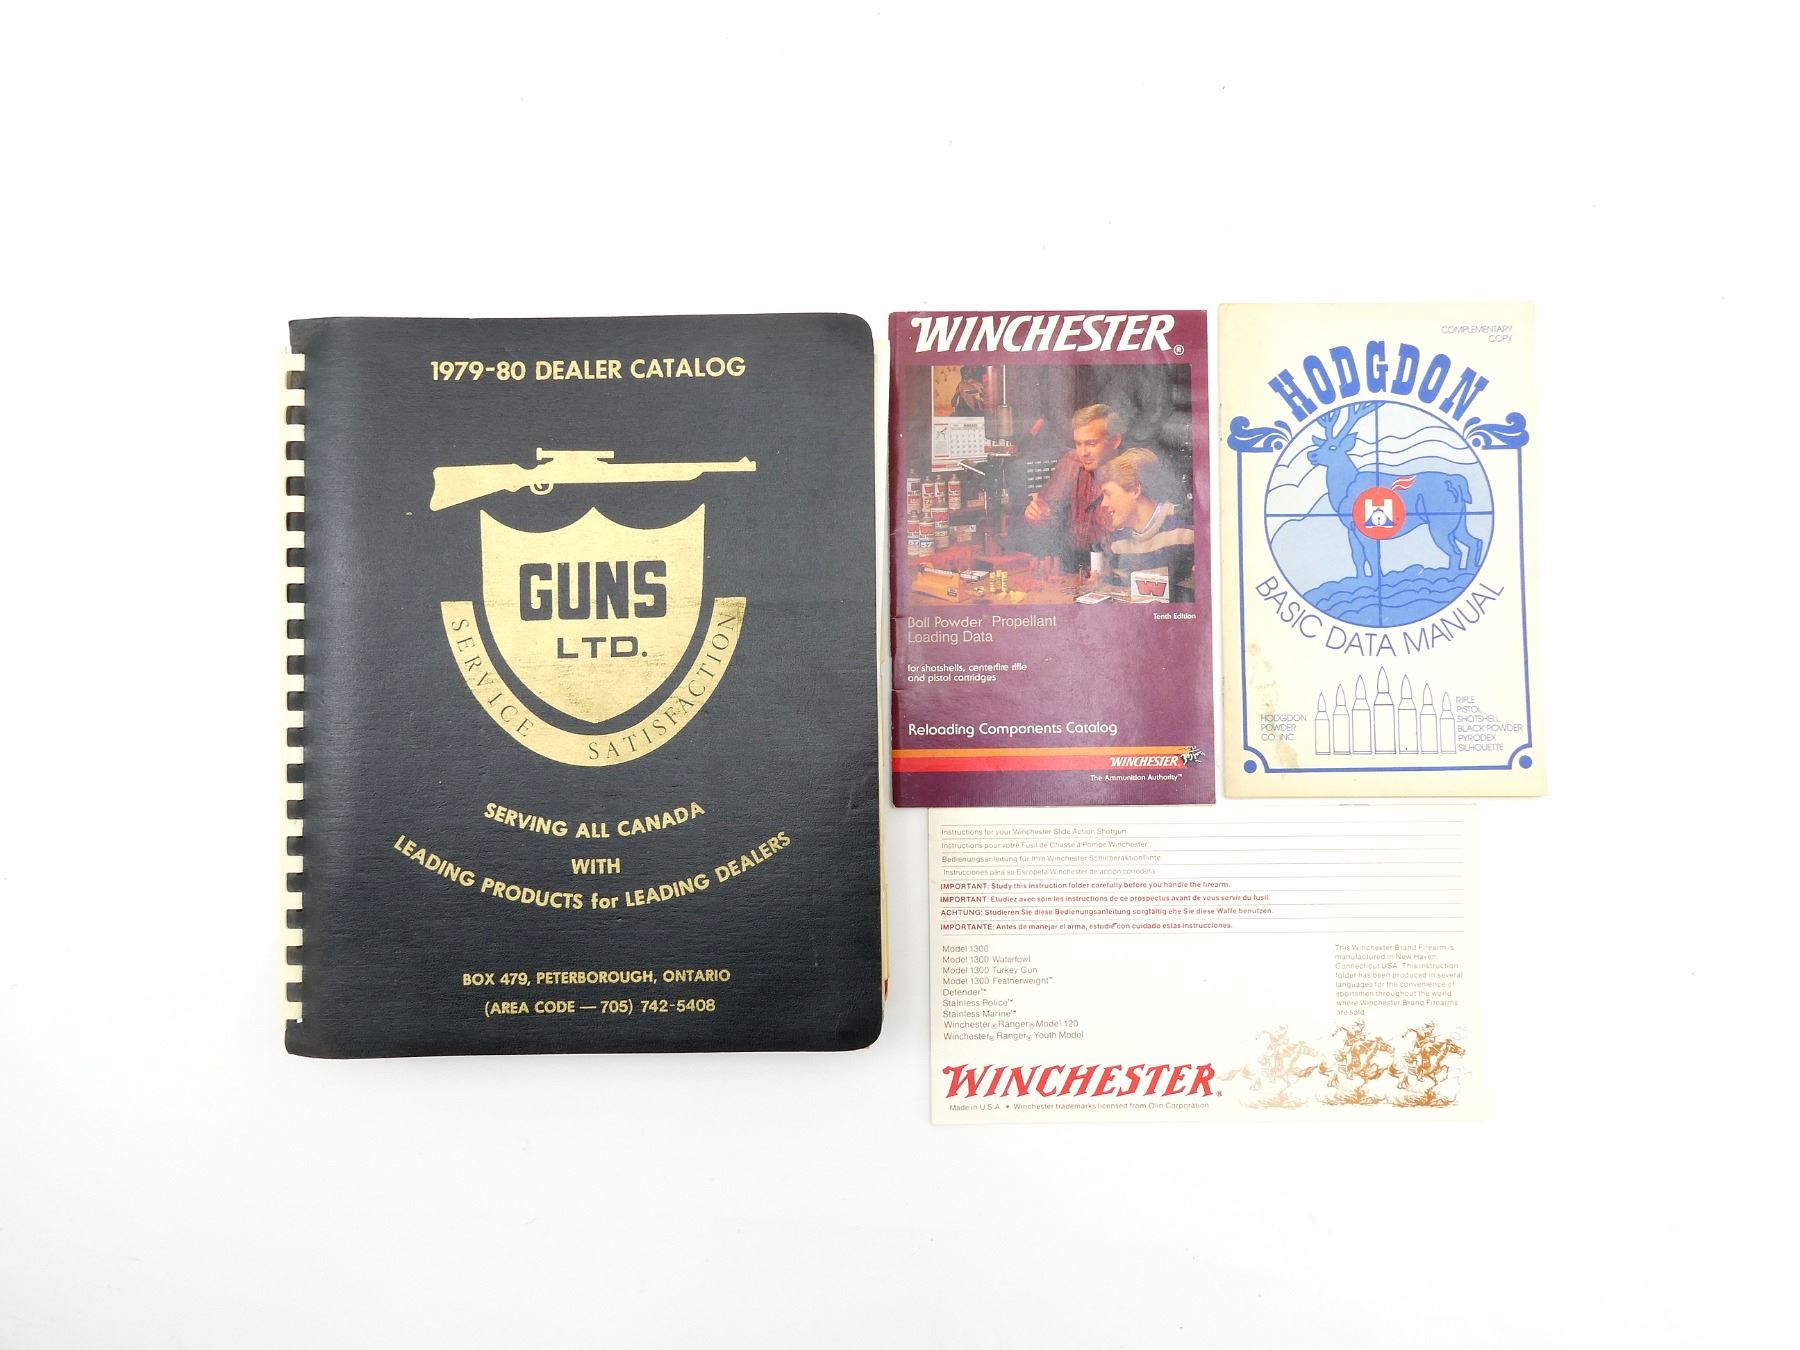 1979-80 DEALER CATALOG
GUNS
LTD.
SERVICE SATISFACTION
SERVING ALL CANADA
WITH
LEADING PRODUCTS for LEADING DEALERS
BOX 479, PETERBOROUGH, ONTARIO
(AREA CODE — 705) 742-5408
WINCHESTER®
W
Ball Powder™ Propellant
Loading Data
Tenth Edition
for shotshells, centerfire rifle
and pistol cartridges
Reloading Components Catalog
WINCHESTER
The Ammunition Authority™
COMPLEMENTARY
COPY
HODGDON
H
BASIC DATA MANUAL
HODGDON
POWDER
CO. INC.
RIFLE
PISTOL
SHOTSHELL
BLACK POWDER
PYRODEX
SILHOUETTE
Instructions for your Winchester Slide Action Shotgun
Instructions pour votre Fusil de Chasse à Pompe Winchester
Bedienungsanleitung für Ihre Winchester Schieberaktionflinte
Instrucciones para su Escopeta Winchester de acción corredera
IMPORTANT: Study this instruction folder carefully before you handle the firearm.
IMPORTANT: Etudiez avec soin les instructions de ce prospectus avant de vous servir du fusil.
ACHTUNG: Studieren Sie diese Bedienungsanleitung sorgfältig ehe Sie diese Waffe benutzen.
IMPORTANTE: Antes de manejar el arma, estudie con cuidado estas instrucciones.
Model 1300
Model 1300 Waterfowl
Model 1300 Turkey Gun
Model 1300 Featherweight™
Defender™
Stainless Police™
Stainless Marine™
Winchester® Ranger® Model 120
Winchester® Ranger® Youth Model
This Winchester Brand Firearm is
manufactured in New Haven,
Connecticut USA. This instruction
folder has been produced in several
languages for the convenience of
sportsmen throughout the world
where Winchester Brand Firearms
are sold
WINCHESTER®
Made in U.S.A. • Winchester trademarks licensed from Olin Corporation